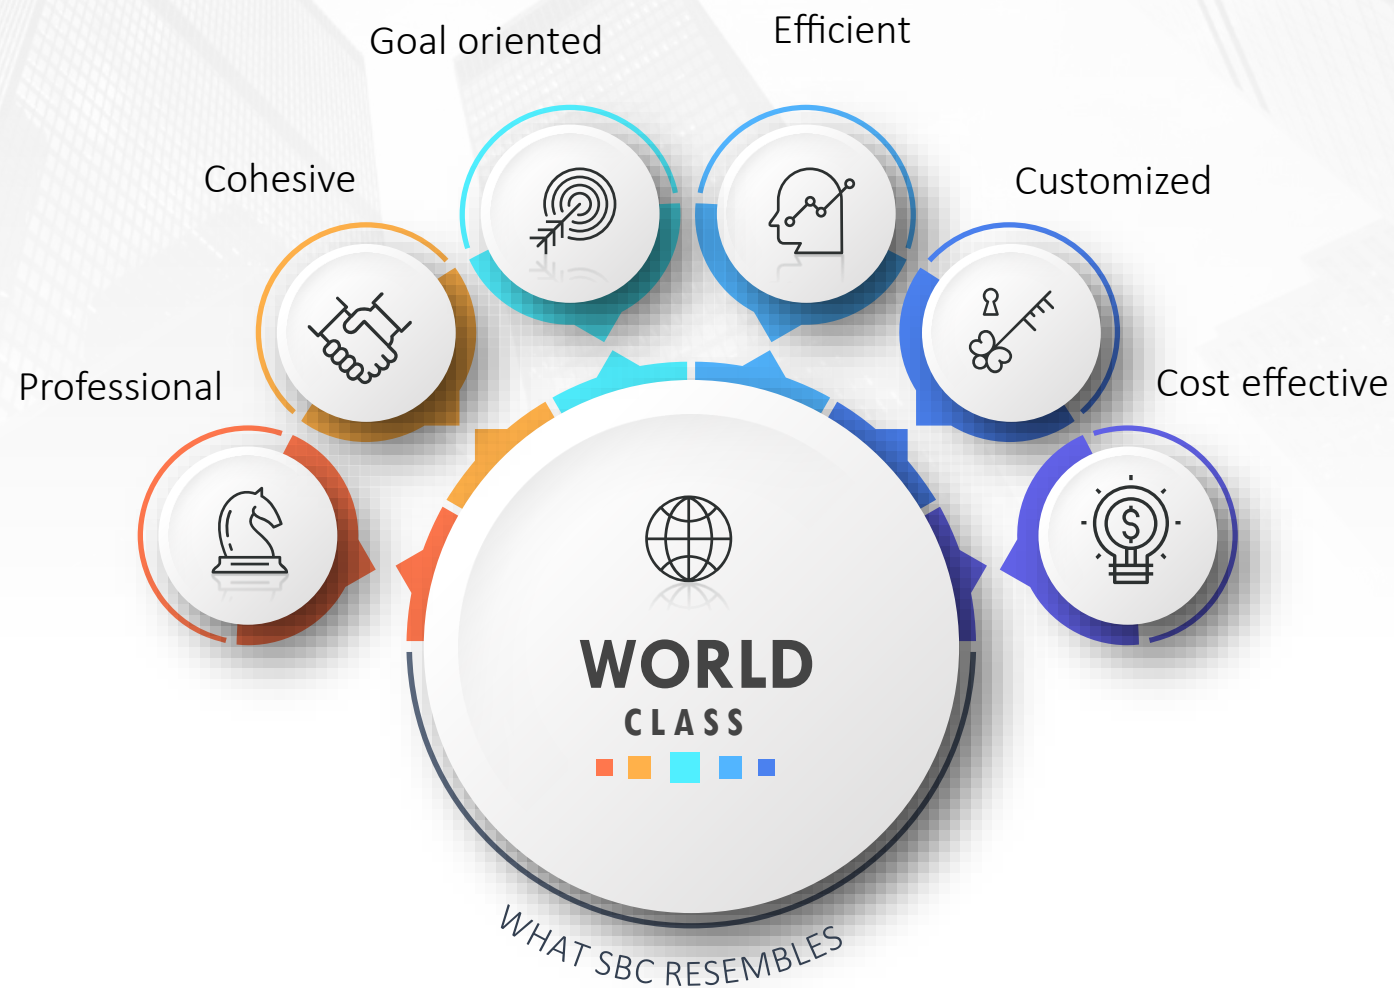 Goal oriented
Efficient
Cohesive
Customized
Professional
Cost effective
$
WORLD
CLASS
WHAT SBC RESEMBLES